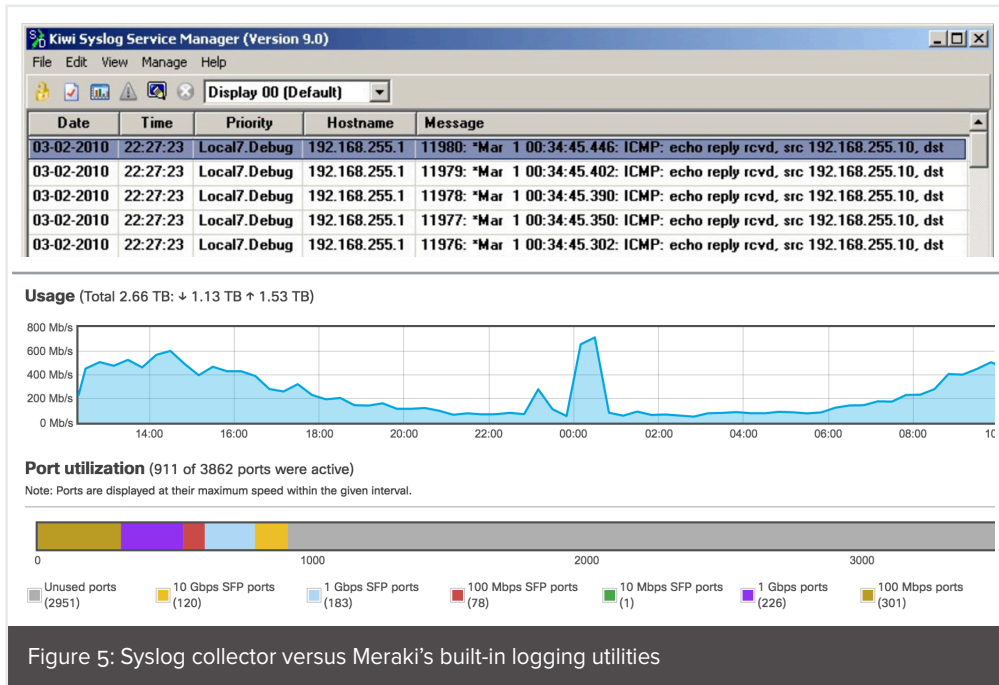 Kiwi Syslog Service Manager (Version 9.0)
File Edit View Manage Help
Display 00 (Default)
Date Time Priority Hostname Message
03-02-2010 22:27:23 Local7.Debug 192.168.255.1 11980: *Mar 1 00:34:45.446: ICMP: echo reply rcvd, src 192.168.255.10, dst
03-02-2010 22:27:23 Local7.Debug 192.168.255.1 11979: *Mar 1 00:34:45.402: ICMP: echo reply rcvd, src 192.168.255.10, dst
03-02-2010 22:27:23 Local7.Debug 192.168.255.1 11978: *Mar 1 00:34:45.390: ICMP: echo reply rcvd, src 192.168.255.10, dst
03-02-2010 22:27:23 Local7.Debug 192.168.255.1 11977: *Mar 1 00:34:45.350: ICMP: echo reply rcvd, src 192.168.255.10, dst
03-02-2010 22:27:23 Local7.Debug 192.168.255.1 11976: *Mar 1 00:34:45.302: ICMP: echo reply rcvd, src 192.168.255.10, dst
Usage (Total 2.66 TB: ↓ 1.13 TB ↑ 1.53 TB)
800 Mb/s
600 Mb/s
400 Mb/s
200 Mb/s
0 Mb/s
14:00 16:00 18:00 20:00 22:00 00:00 02:00 04:00 06:00 08:00 10
Port utilization (911 of 3862 ports were active)
Note: Ports are displayed at their maximum speed within the given interval.
0 1000 2000 3000
Unused ports (2951)
10 Gbps SFP ports (120)
1 Gbps SFP ports (183)
100 Mbps SFP ports (78)
10 Mbps SFP ports (1)
1 Gbps ports (226)
100 Mbps ports (301)
Figure 5: Syslog collector versus Meraki's built-in logging utilities